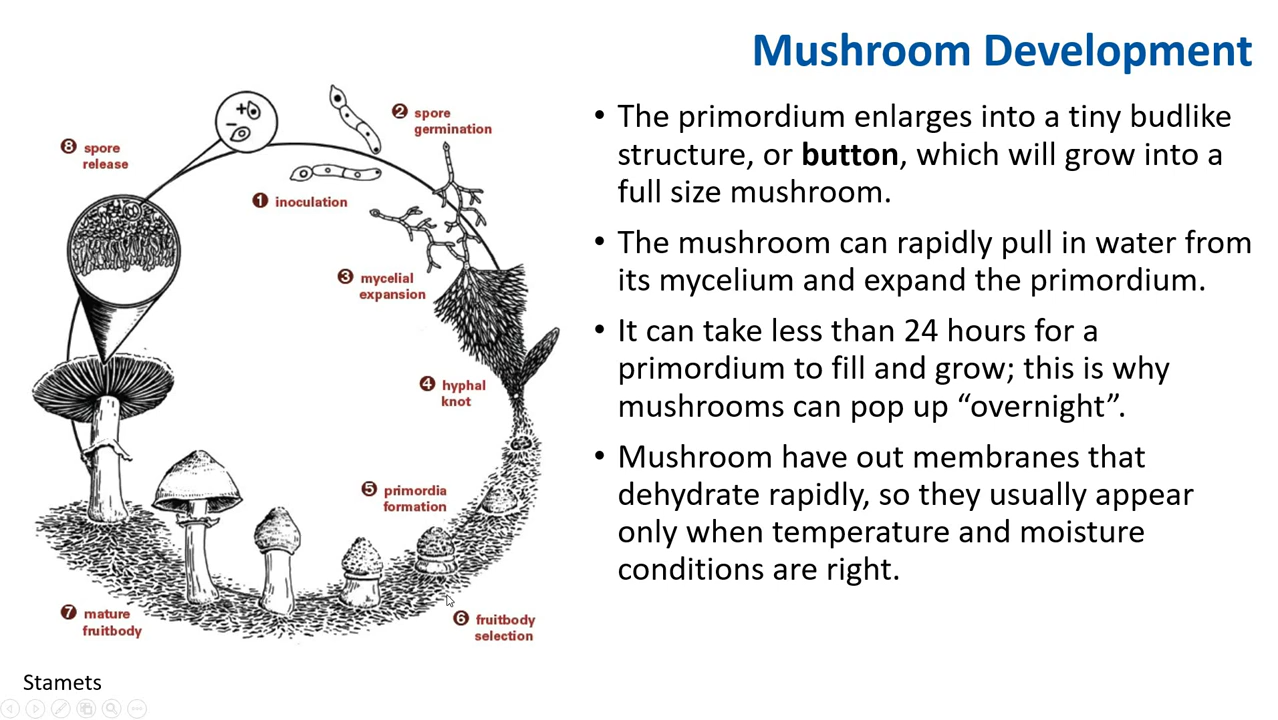 Mushroom Development
• The primordium enlarges into a tiny budlike
structure, or button, which will grow into a
full size mushroom.
• The mushroom can rapidly pull in water from
its mycelium and expand the primordium.
• It can take less than 24 hours for a
primordium to fill and grow; this is why
mushrooms can pop up “overnight”.
• Mushroom have out membranes that
dehydrate rapidly, so they usually appear
only when temperature and moisture
conditions are right.
+
−
1 inoculation
2 spore
germination
3 mycelial
expansion
4 hyphal
knot
5 primordia
formation
6 fruitbody
selection
7 mature
fruitbody
8 spore
release
Stamets